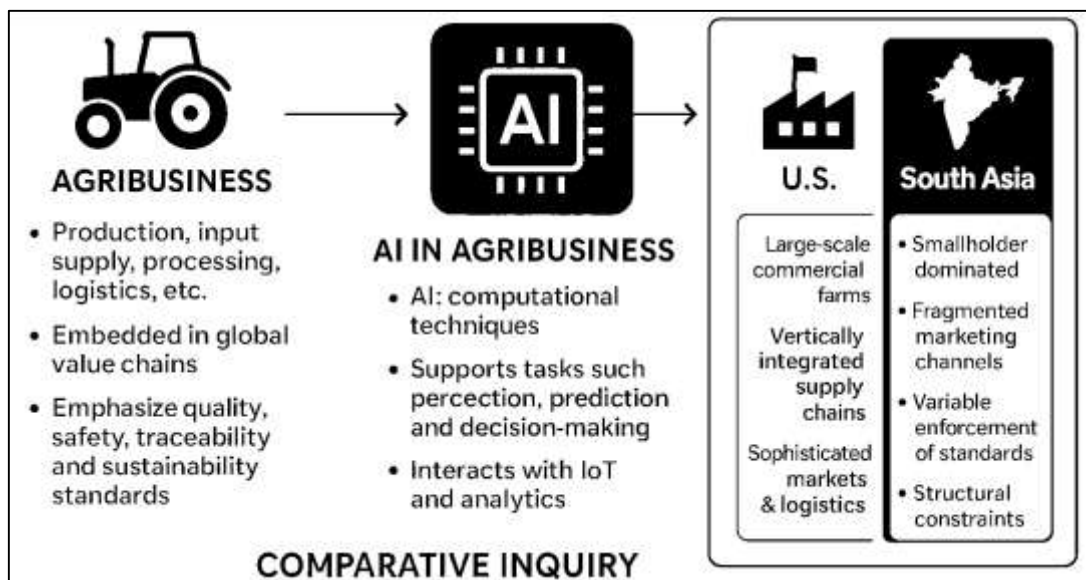 AGRIBUSINESS
• Production, input
supply, processing,
logistics, etc.
• Embedded in global
value chains
• Emphasize quality,
safety, traceability
and sustainability
standards
AI
AI IN AGRIBUSINESS
• AI: computational
techniques
• Supports tasks such
percection, prediction
and decision-making
• Interacts with IoT
and analytics
U.S.
Large-scale
commercial
farms
Vertically
integrated
supply
chains
Sophisticated
markets
& logistics
South Asia
• Smallholder
dominated
• Fragmented
marketing
channels
• Variable
enforcement
of standards
• Structural
constraints
COMPARATIVE INQUIRY